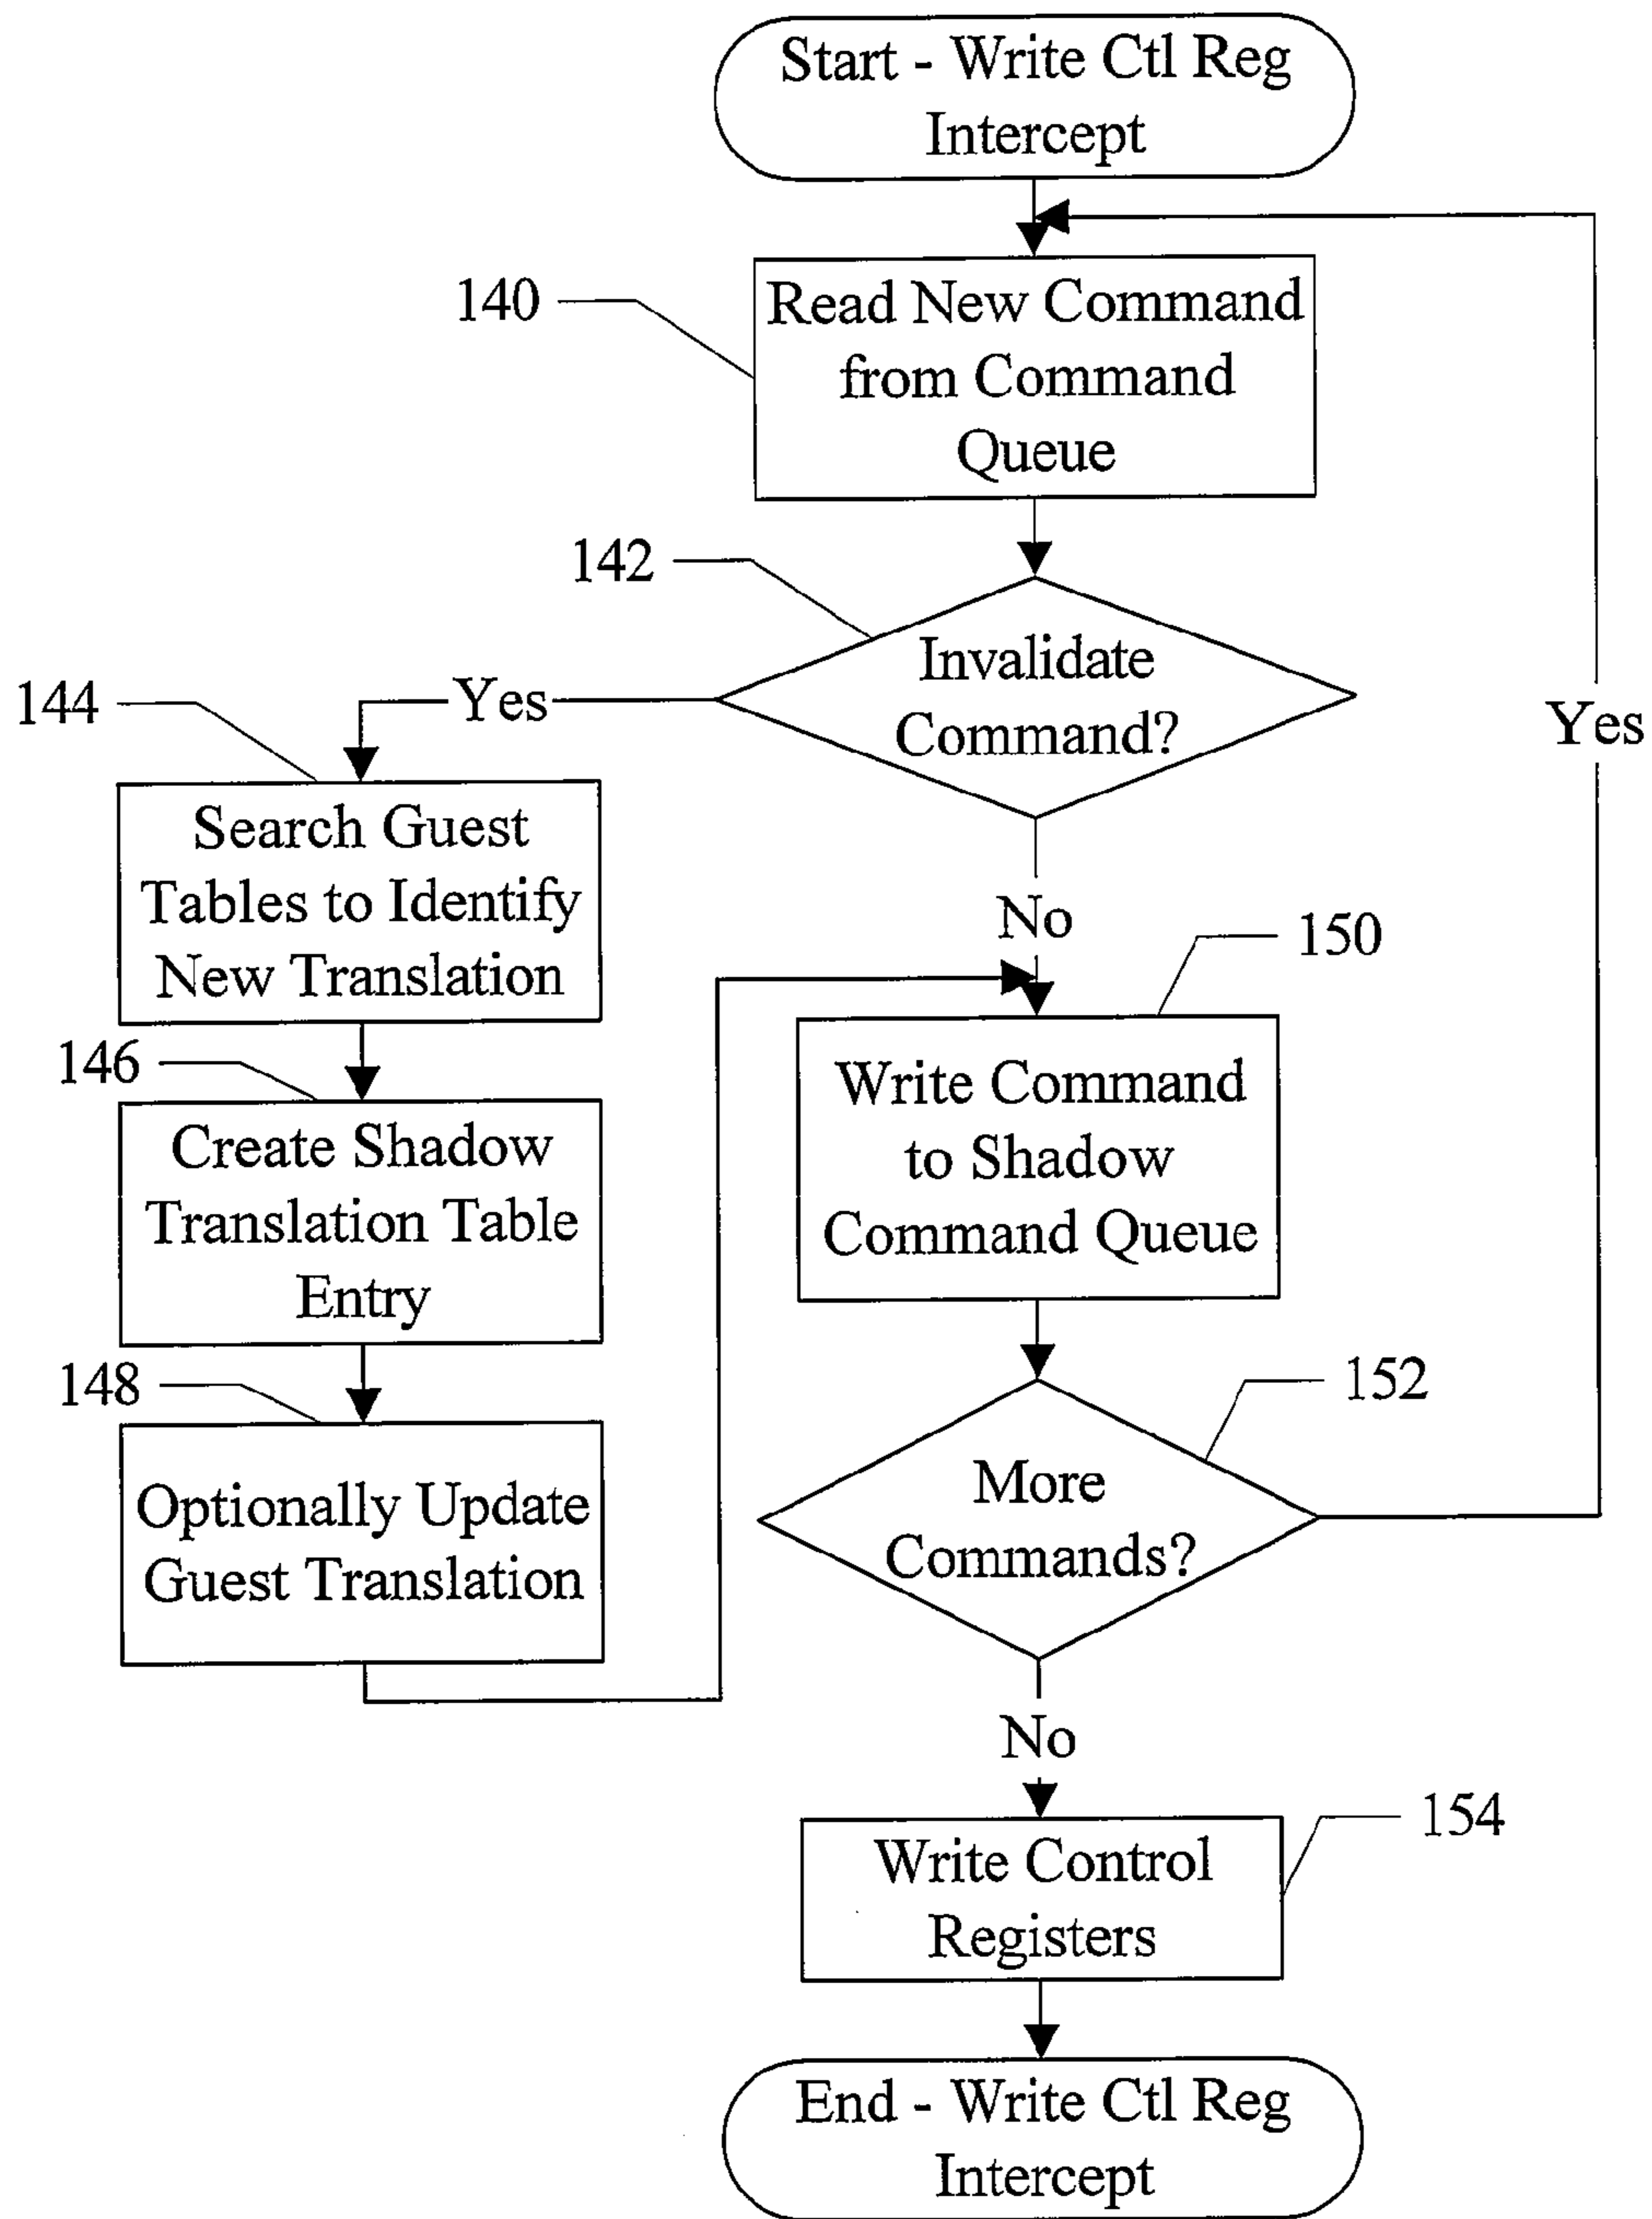 Start - Write Ctl Reg
Intercept
140
Read New Command
from Command
Queue
142
Invalidate
Command?
Yes
Yes
144
Search Guest
Tables to Identify
New Translation
No
150
146
Create Shadow
Translation Table
Entry
Write Command
to Shadow
Command Queue
148
Optionally Update
Guest Translation
152
More
Commands?
No
154
Write Control
Registers
End - Write Ctl Reg
Intercept